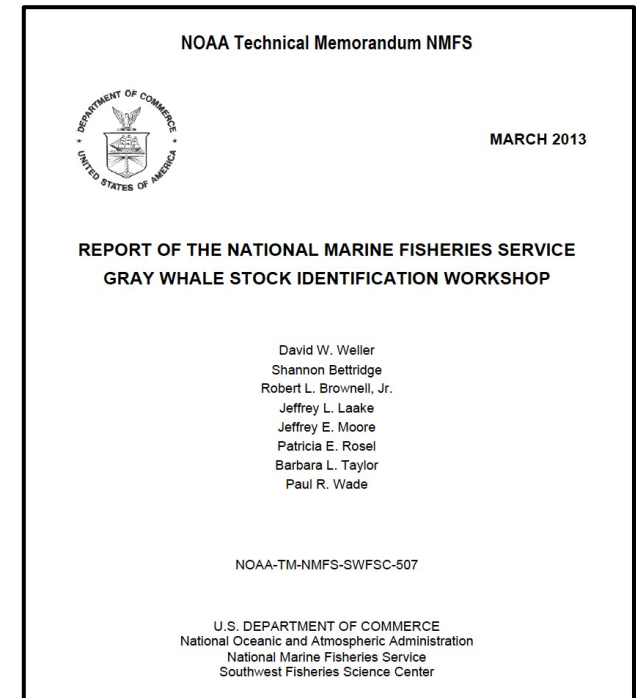 NOAA Technical Memorandum NMFS
DEPARTMENT OF COMMERCE
UNITED STATES OF AMERICA
MARCH 2013
REPORT OF THE NATIONAL MARINE FISHERIES SERVICE
GRAY WHALE STOCK IDENTIFICATION WORKSHOP
David W. Weller
Shannon Bettridge
Robert L. Brownell, Jr.
Jeffrey L. Laake
Jeffrey E. Moore
Patricia E. Rosel
Barbara L. Taylor
Paul R. Wade
NOAA-TM-NMFS-SWFSC-507
U.S. DEPARTMENT OF COMMERCE
National Oceanic and Atmospheric Administration
National Marine Fisheries Service
Southwest Fisheries Science Center